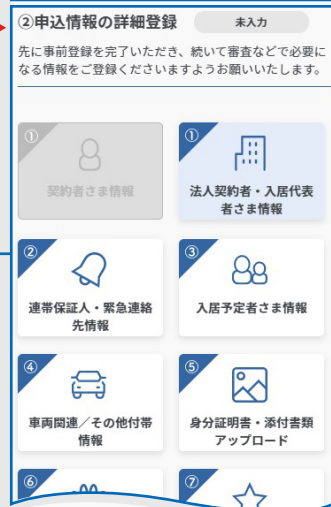 ②申込情報の詳細登録 未入力
先に事前登録を完了いただき、続いて審査などで必要に
なる情報をご登録くださいますようお願いいたします。
①
契約者さま情報
①
法人契約者・入居代表
者さま情報
②
連帯保証人・緊急連絡
先情報
③
入居予定者さま情報
④
車両関連／その他付帯
情報
⑤
身分証明書・添付書類
アップロード
⑥
⑦